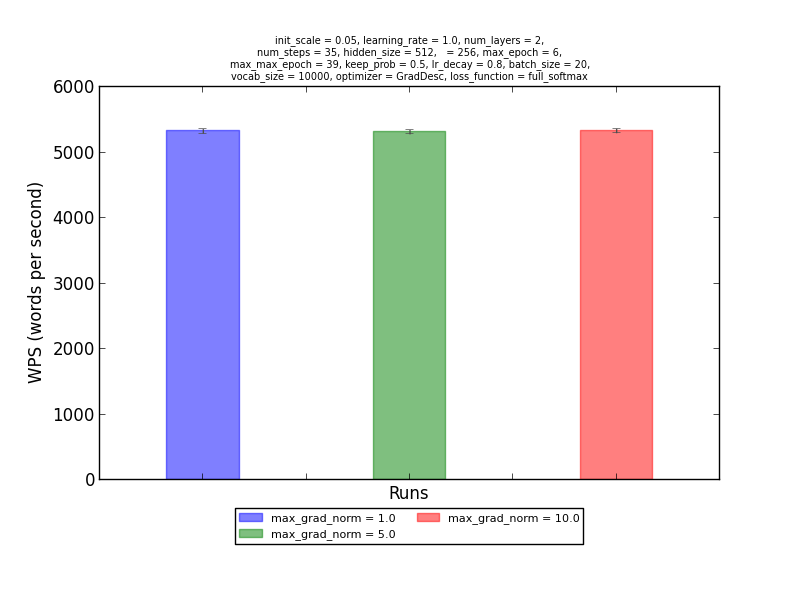 init_scale = 0.05, learning_rate = 1.0, num_layers = 2,
num_steps = 35, hidden_size = 512,   = 256, max_epoch = 6,
max_max_epoch = 39, keep_prob = 0.5, lr_decay = 0.8, batch_size = 20,
vocab_size = 10000, optimizer = GradDesc, loss_function = full_softmax
6000
5000
4000
3000
2000
1000
0
WPS (words per second)
Runs
max_grad_norm = 1.0
max_grad_norm = 5.0
max_grad_norm = 10.0